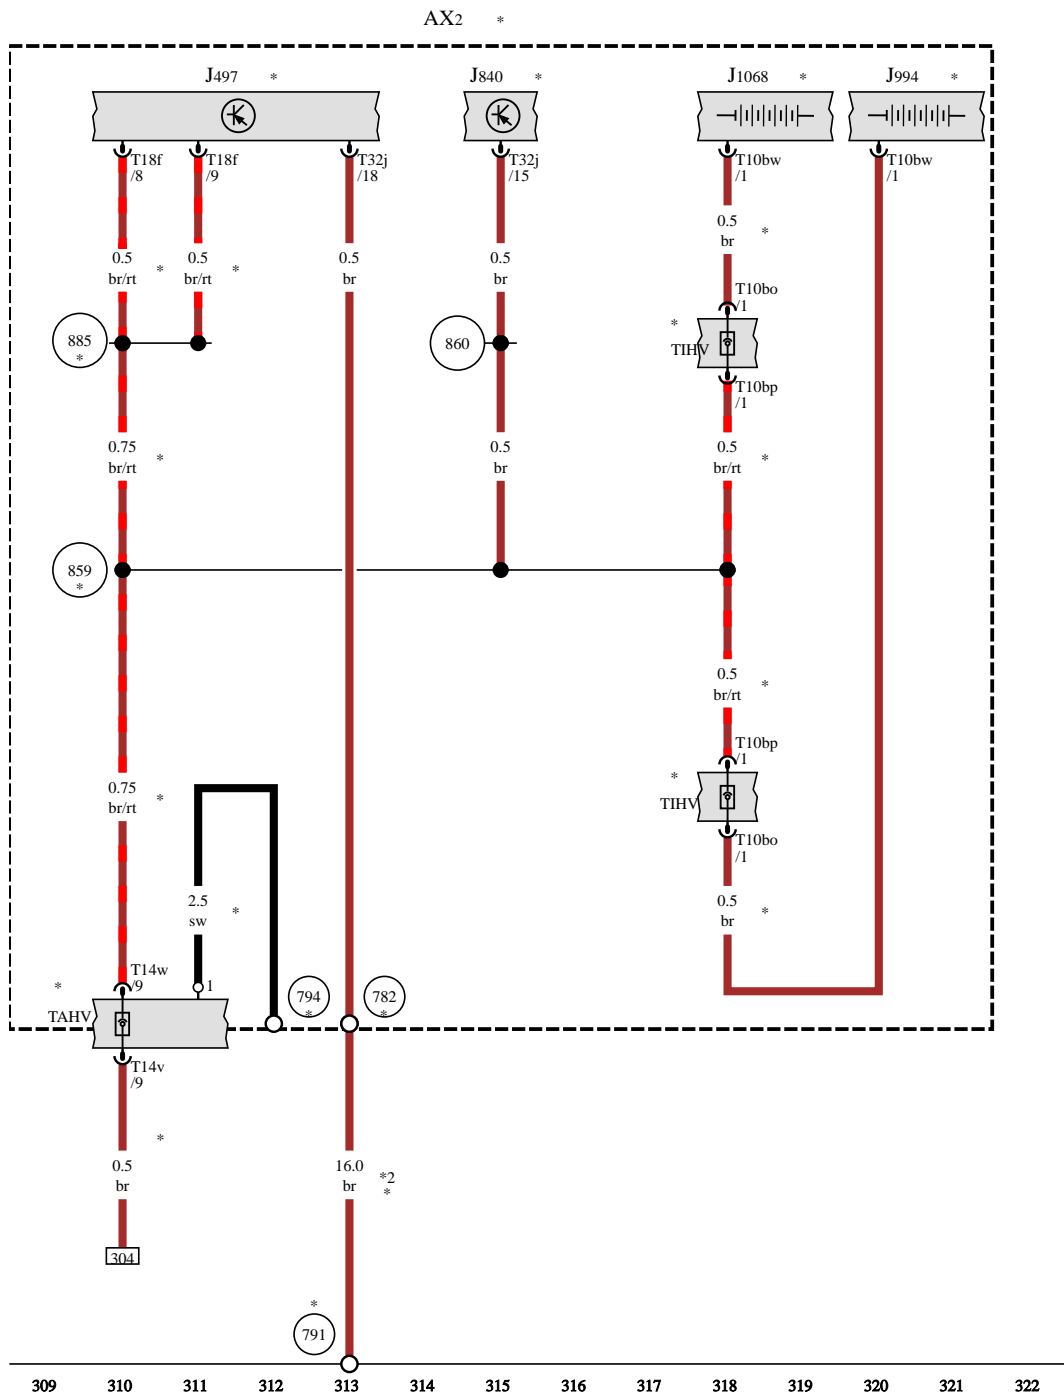 AX2 *
J497 * J840 * J1068 * J994 *
T18f T18f T32j T32j T10bw T10bw
/8 /9 /18 /15 /1 /1
0.5 *
br
0.5 * 0.5 * 0.5 0.5
br/rt br/rt br br
T10bo
/1
885 * 860 * TIHV
T10bp
/1
0.75 * 0.5 0.5 *
br/rt br br/rt
859 *
0.5 *
br/rt
T10bp
/1
0.75 * * TIHV
br/rt
T10bo
/1
2.5 * 0.5 *
sw br
T14w
/9
* 1 794 * 782 *
TAHV
T14v
/9
*
0.5 16.0 *2
br br *
304
*
791
309 310 311 312 313 314 315 316 317 318 319 320 321 322